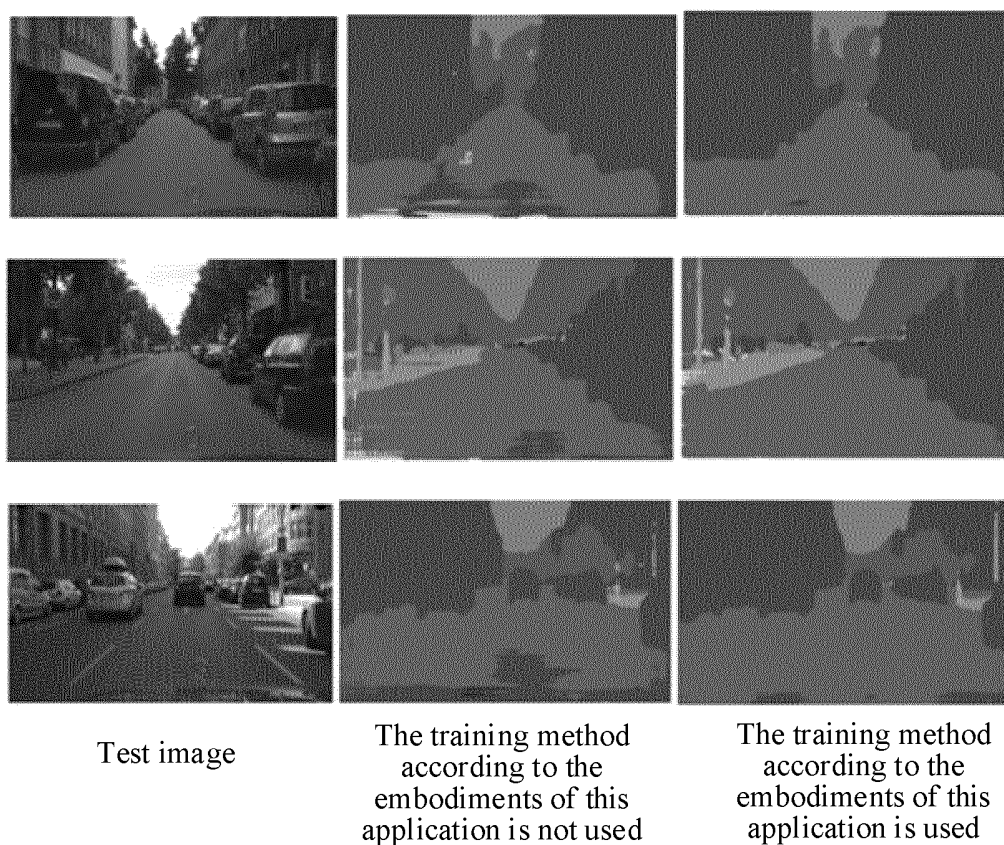 Test image
The training method
according to the
embodiments of this
application is not used
The training method
according to the
embodiments of this
application is used